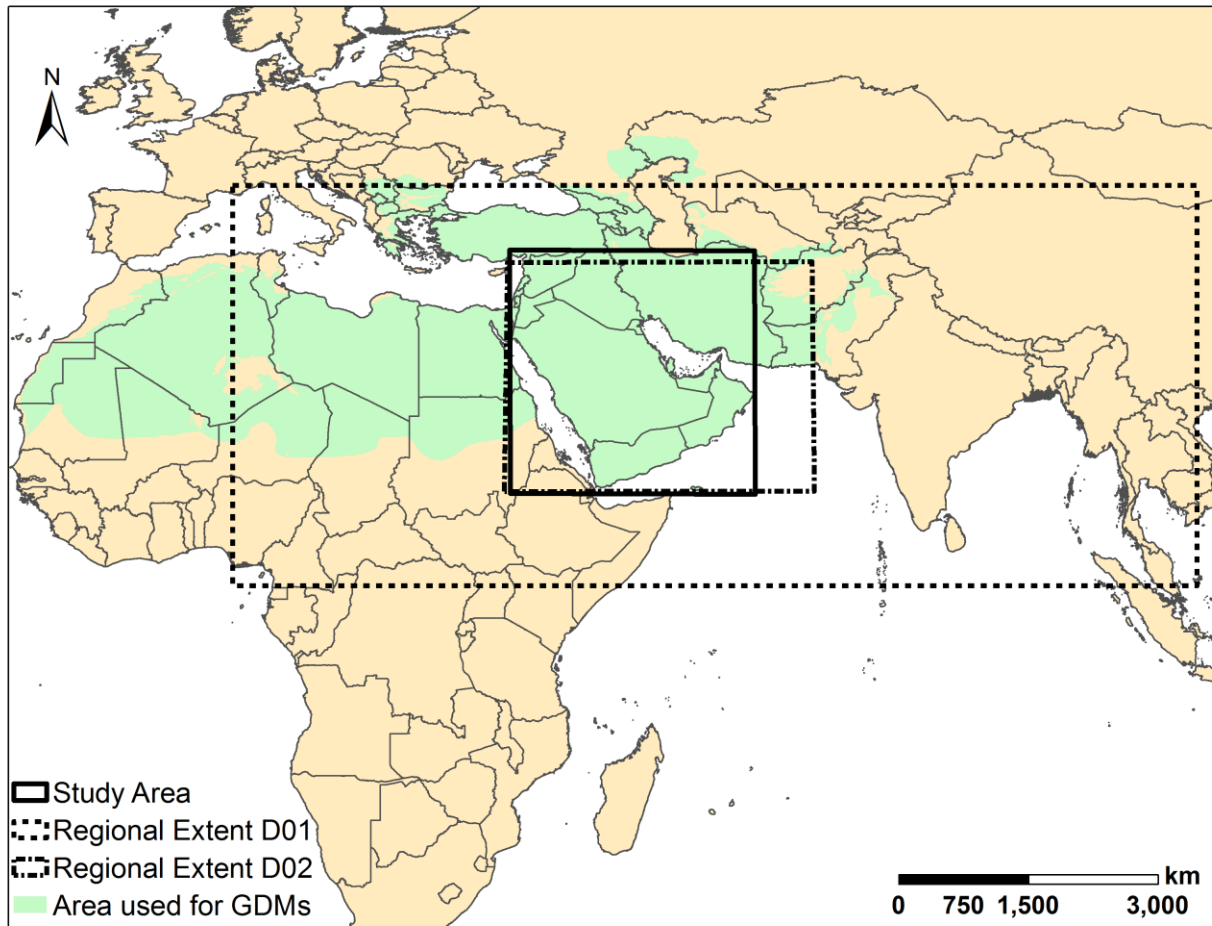 N
Study Area
Regional Extent D01
Regional Extent D02
Area used for GDMs
km
0 750 1,500 3,000